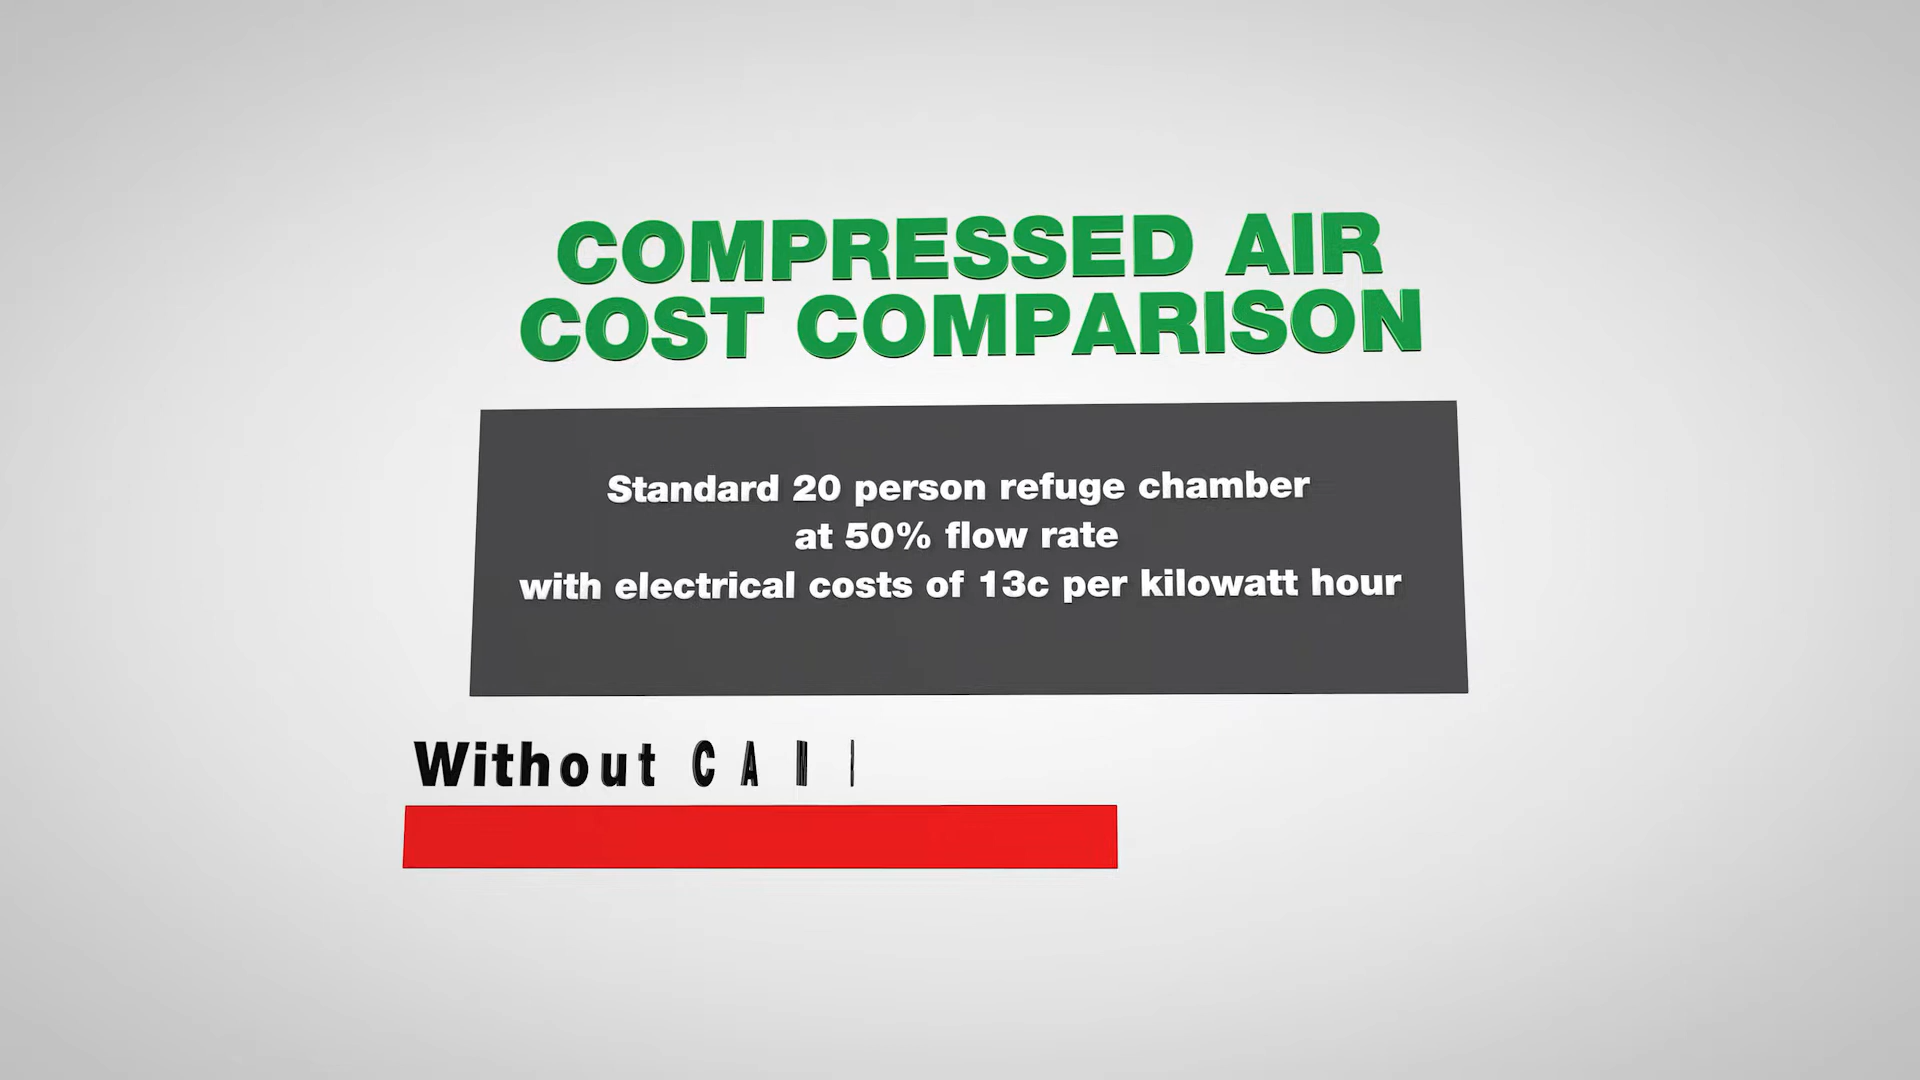 COMPRESSED AIR
COST COMPARISON
Standard 20 person refuge chamber
at 50% flow rate
with electrical costs of 13c per kilowatt hour
Without